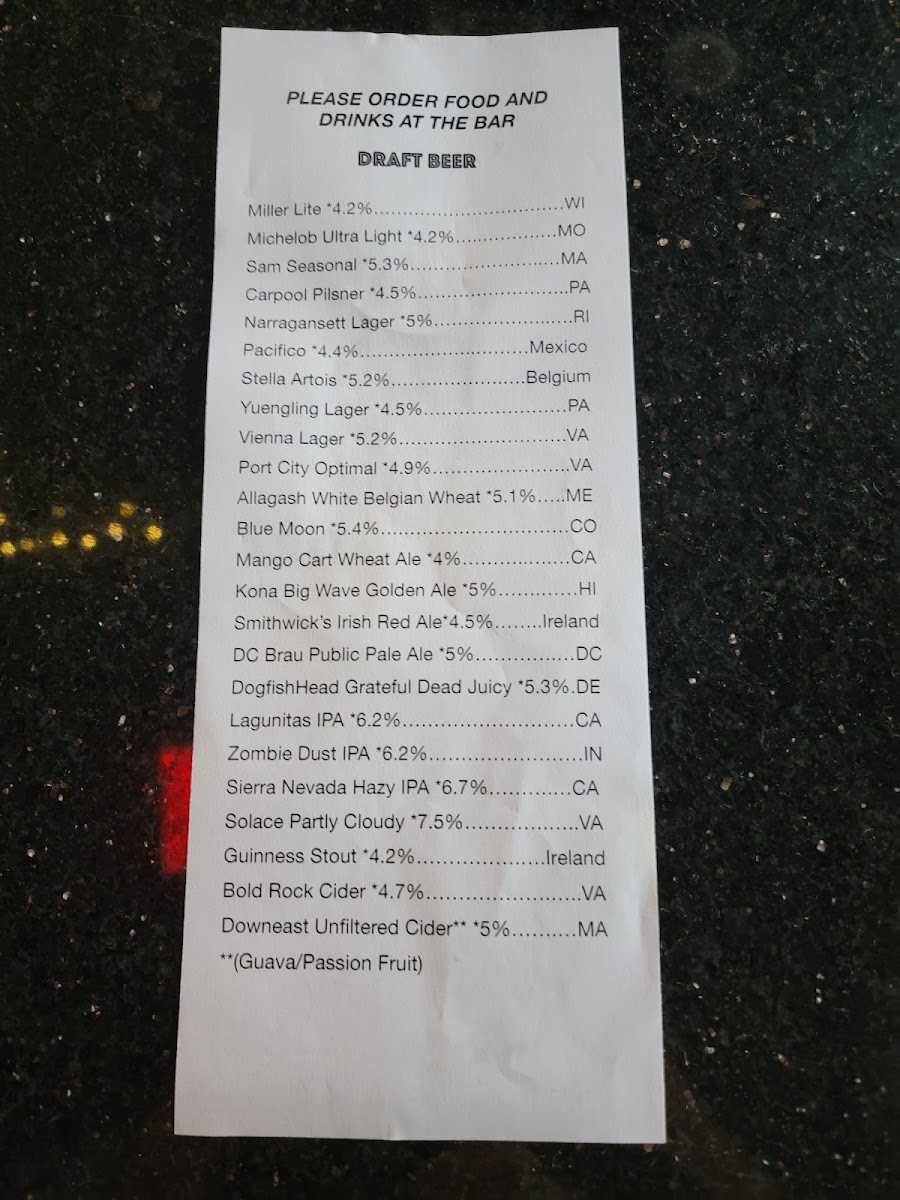 PLEASE ORDER FOOD AND
DRINKS AT THE BAR
DRAFT BEER
Miller Lite *4.2%..................................WI
Michelob Ultra Light *4.2%..................MO
Sam Seasonal *5.3%..........................MA
Carpool Pilsner *4.5%...........................PA
Narragansett Lager *5%.........................RI
Pacifico *4.4%..............................Mexico
Stella Artois *5.2%........................Belgium
Yuengling Lager *4.5%.........................PA
Vienna Lager *5.2%..............................VA
Port City Optimal *4.9%........................VA
Allagash White Belgian Wheat *5.1%.....ME
Blue Moon *5.4%.................................CO
Mango Cart Wheat Ale *4%...................CA
Kona Big Wave Golden Ale *5%..............HI
Smithwick's Irish Red Ale*4.5%........Ireland
DC Brau Public Pale Ale *5%.................DC
DogfishHead Grateful Dead Juicy *5.3%.DE
Lagunitas IPA *6.2%..............................CA
Zombie Dust IPA *6.2%...........................IN
Sierra Nevada Hazy IPA *6.7%..............CA
Solace Partly Cloudy *7.5%...................VA
Guinness Stout *4.2%......................Ireland
Bold Rock Cider *4.7%..........................VA
Downeast Unfiltered Cider** *5%..........MA
**(Guava/Passion Fruit)